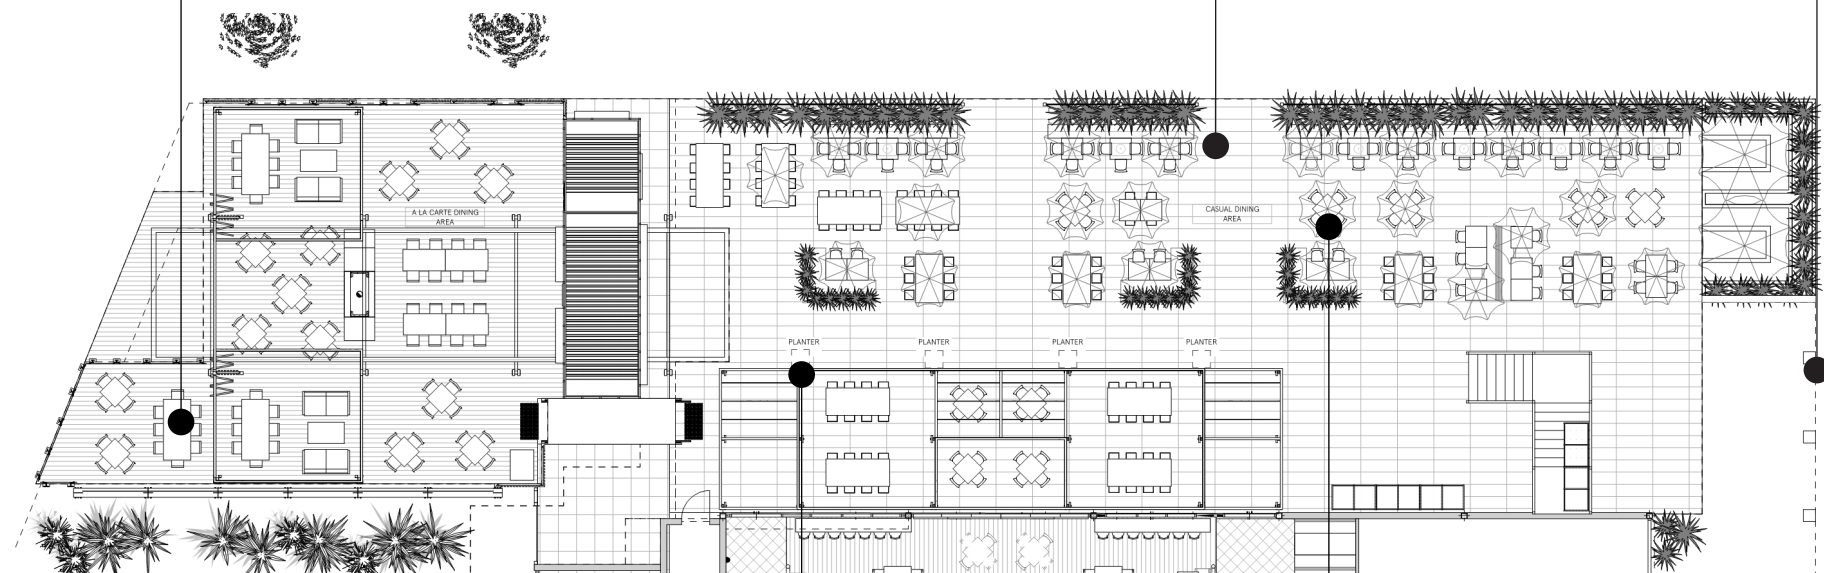 A LA CARTE DINING
AREA
CASUAL DINING
AREA
PLANTER
PLANTER
PLANTER
PLANTER